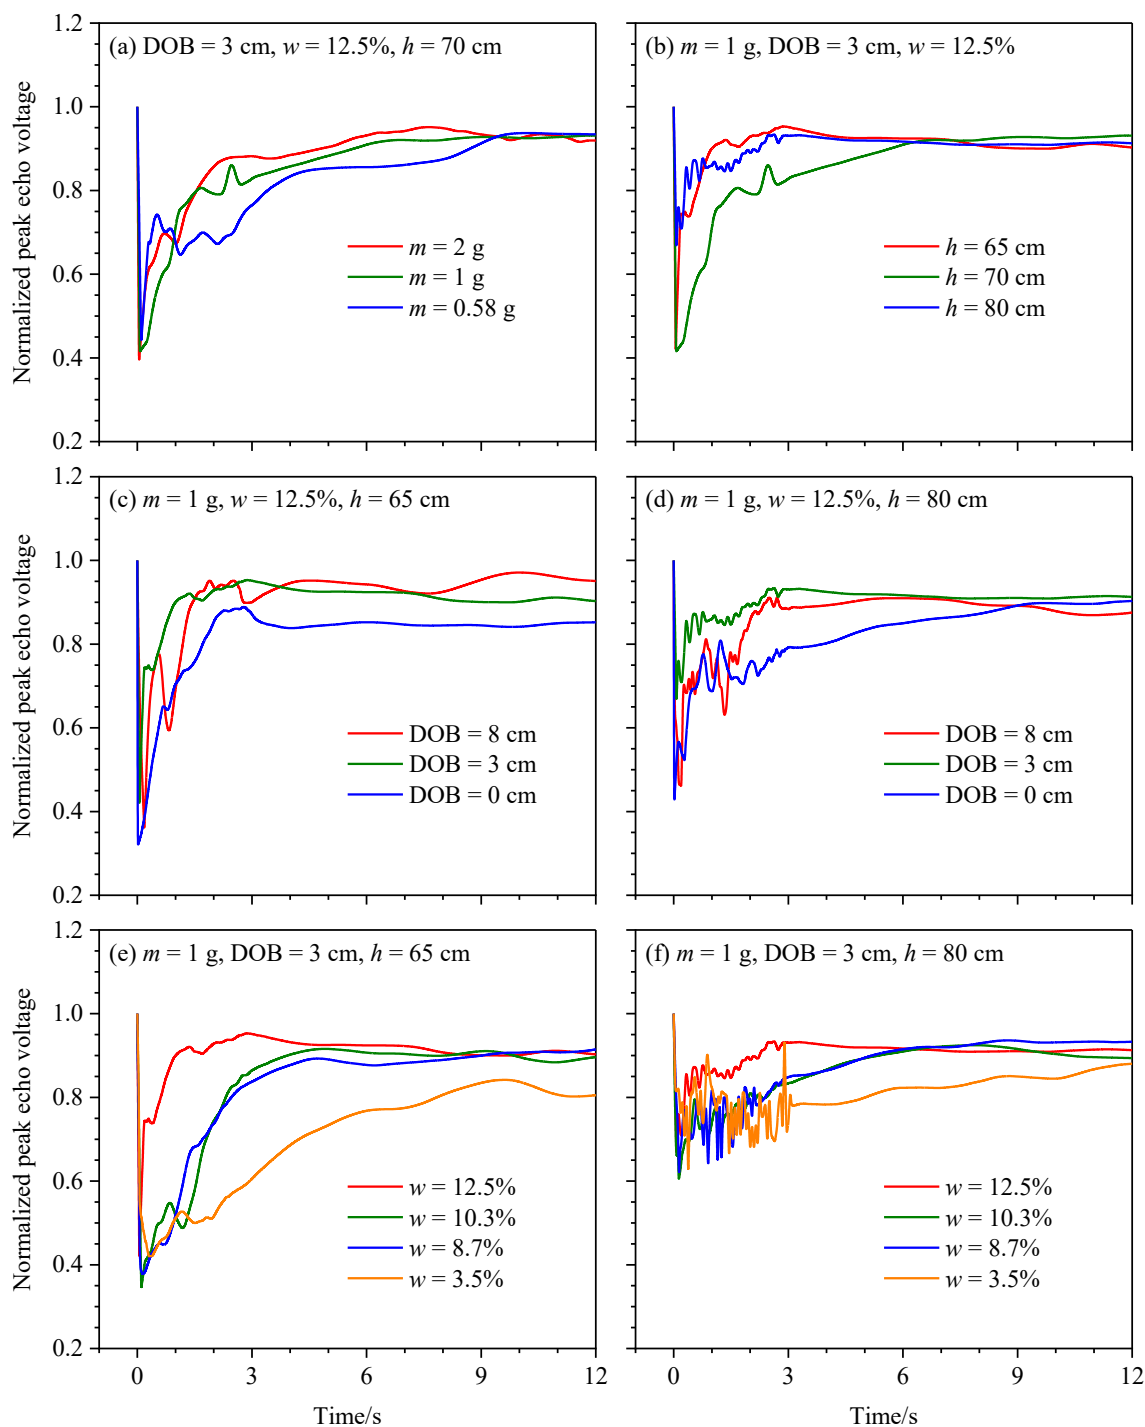 (a) DOB = 3 cm, w = 12.5%, h = 70 cm
Normalized peak echo voltage
1.2
1.0
0.8
0.6
0.4
0.2
m = 2 g
m = 1 g
m = 0.58 g
(b) m = 1 g, DOB = 3 cm, w = 12.5%
h = 65 cm
h = 70 cm
h = 80 cm
(c) m = 1 g, w = 12.5%, h = 65 cm
Normalized peak echo voltage
1.2
1.0
0.8
0.6
0.4
0.2
DOB = 8 cm
DOB = 3 cm
DOB = 0 cm
(d) m = 1 g, w = 12.5%, h = 80 cm
DOB = 8 cm
DOB = 3 cm
DOB = 0 cm
(e) m = 1 g, DOB = 3 cm, h = 65 cm
Normalized peak echo voltage
1.2
1.0
0.8
0.6
0.4
0.2
w = 12.5%
w = 10.3%
w = 8.7%
w = 3.5%
0 3 6 9 12
Time/s
(f) m = 1 g, DOB = 3 cm, h = 80 cm
w = 12.5%
w = 10.3%
w = 8.7%
w = 3.5%
0 3 6 9 12
Time/s